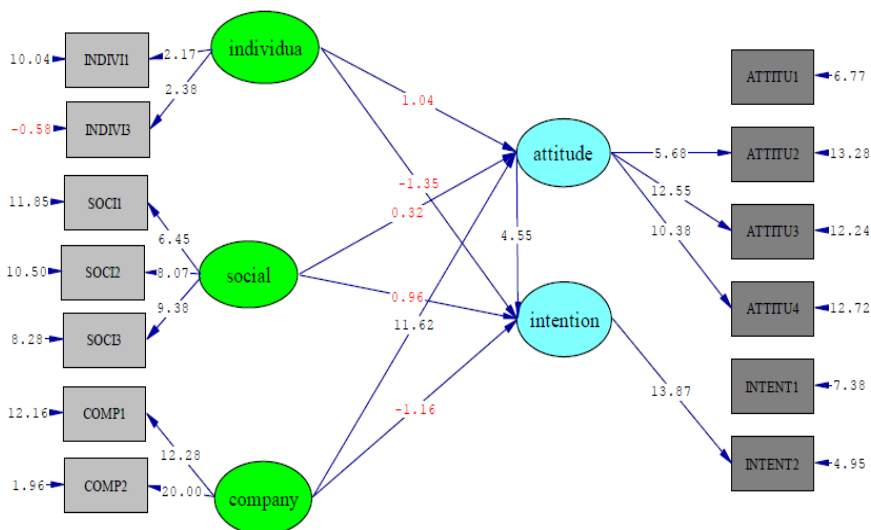 10.04
INDIVI1
2.17
individua
-0.58
INDIVI3
2.38
11.85
SOCI1
6.45
10.50
SOCI2
8.07
social
8.28
SOCI3
9.38
12.16
COMP1
12.28
1.96
COMP2
20.00
company
1.04
-1.35
0.32
0.96
11.62
-1.16
attitude
4.55
intention
5.68
12.55
10.38
13.87
ATTITU1
6.77
ATTITU2
13.28
ATTITU3
12.24
ATTITU4
12.72
INTENT1
7.38
INTENT2
4.95